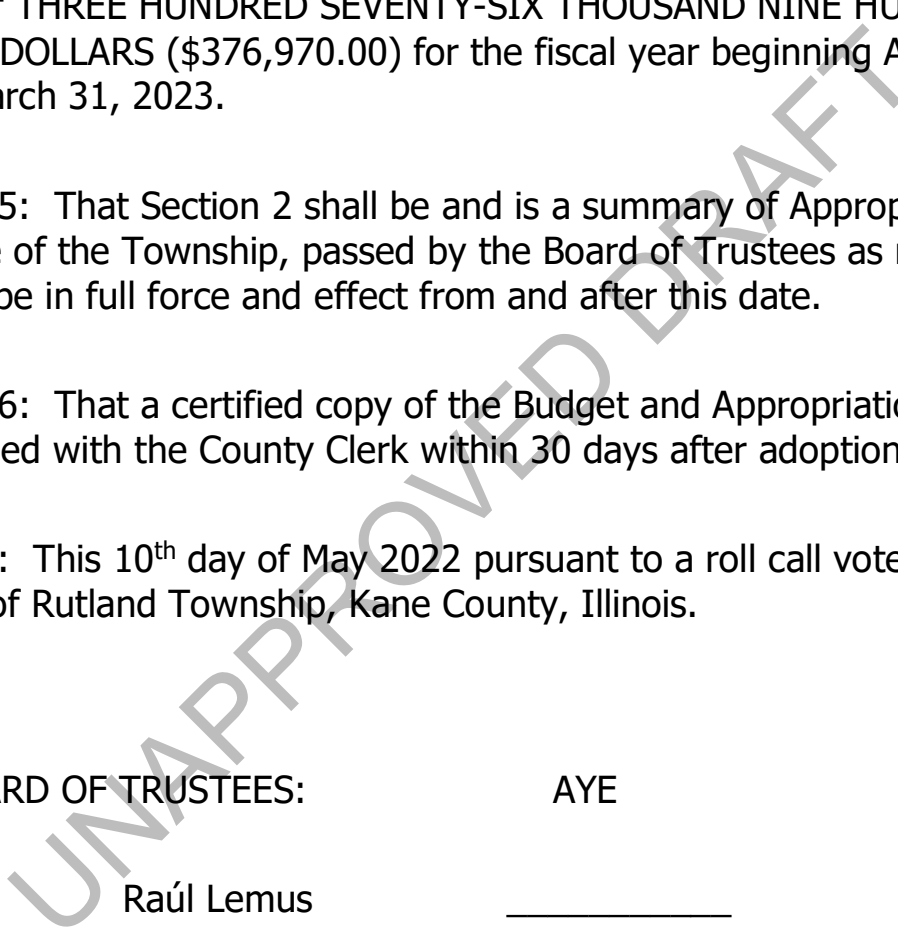 THREE HUNDRED SEVENTY-SIX THOUSAND NINE HU
DOLLARS ($376,970.00) for the fiscal year beginning A
arch 31, 2023.
5: That Section 2 shall be and is a summary of Approp
e of the Township, passed by the Board of Trustees as
be in full force and effect from and after this date.
6: That a certified copy of the Budget and Appropriatio
ed with the County Clerk within 30 days after adoption
: This 10th day of May 2022 pursuant to a roll call vote
of Rutland Township, Kane County, Illinois.
ARD OF TRUSTEES: AYE
Raúl Lemus ____________
UNAPPROVED DRAFT